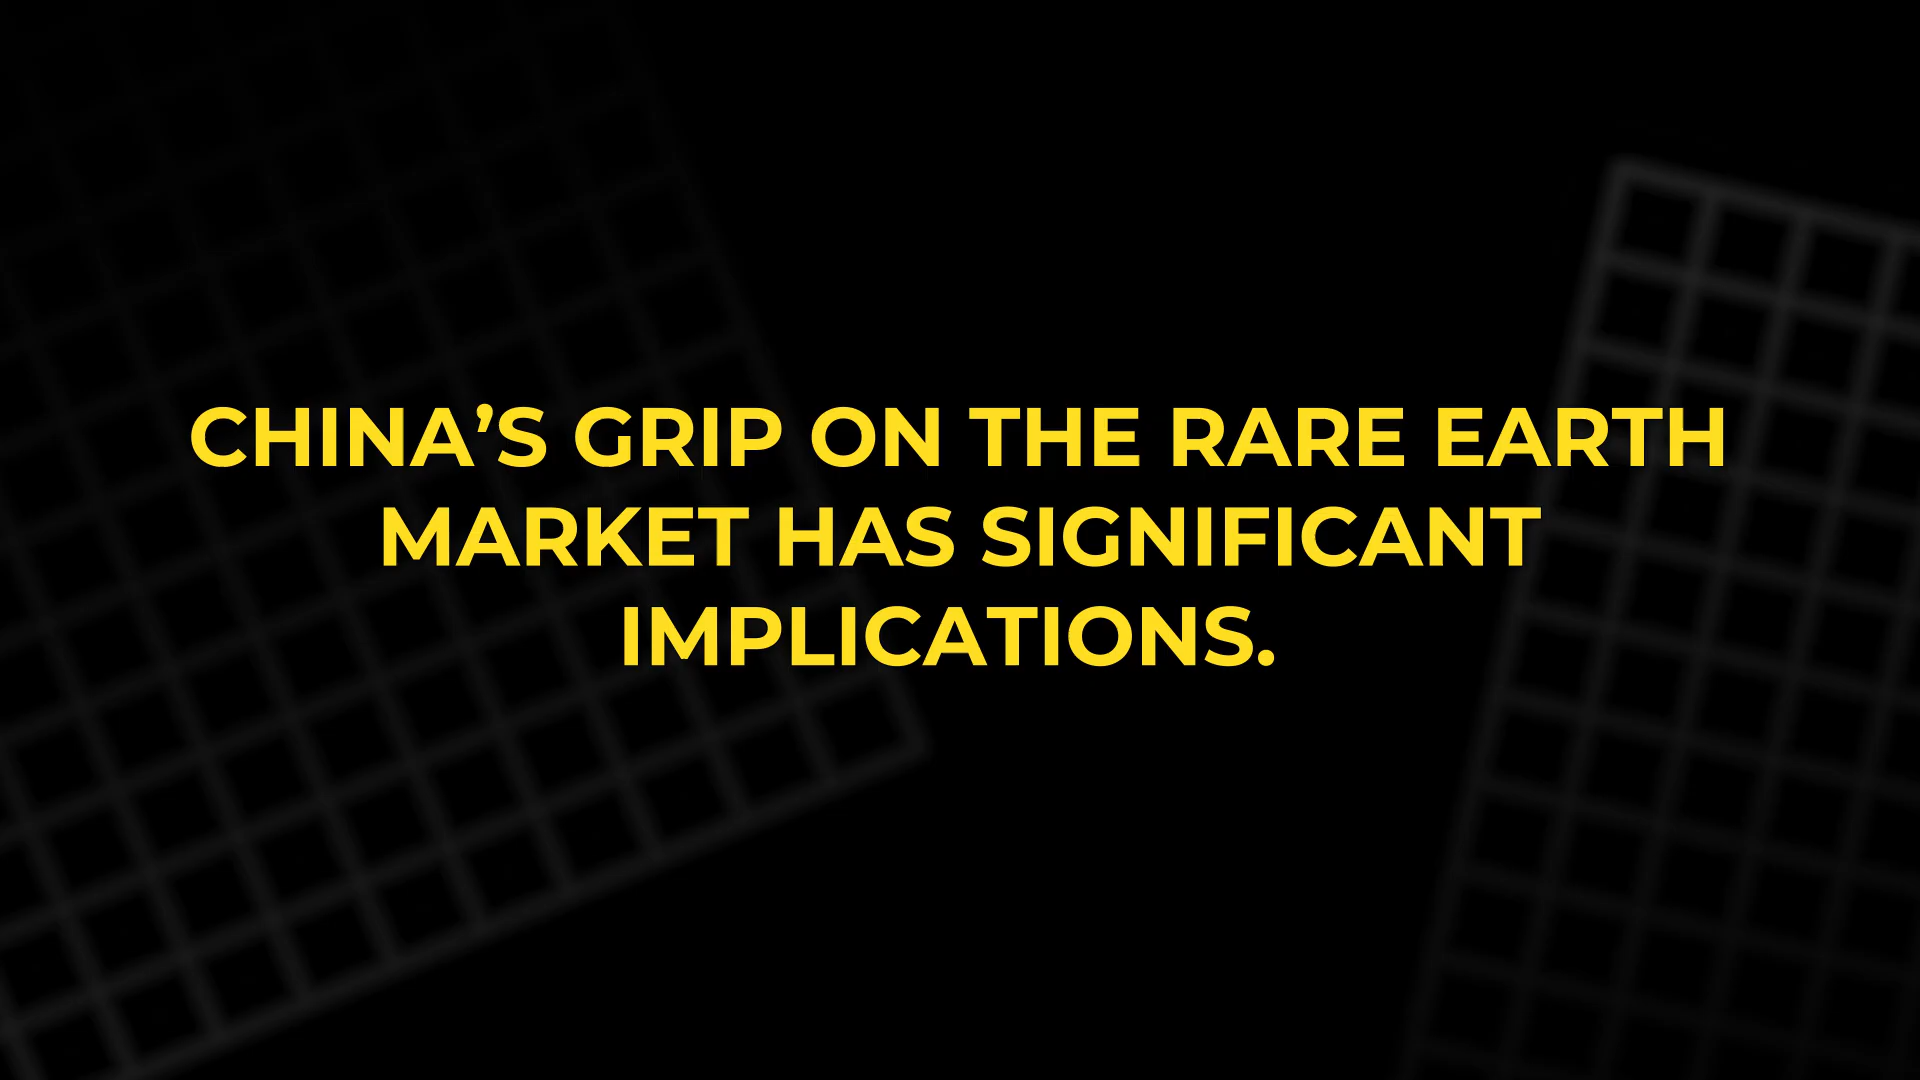 CHINA’S GRIP ON THE RARE EARTH
MARKET HAS SIGNIFICANT
IMPLICATIONS.